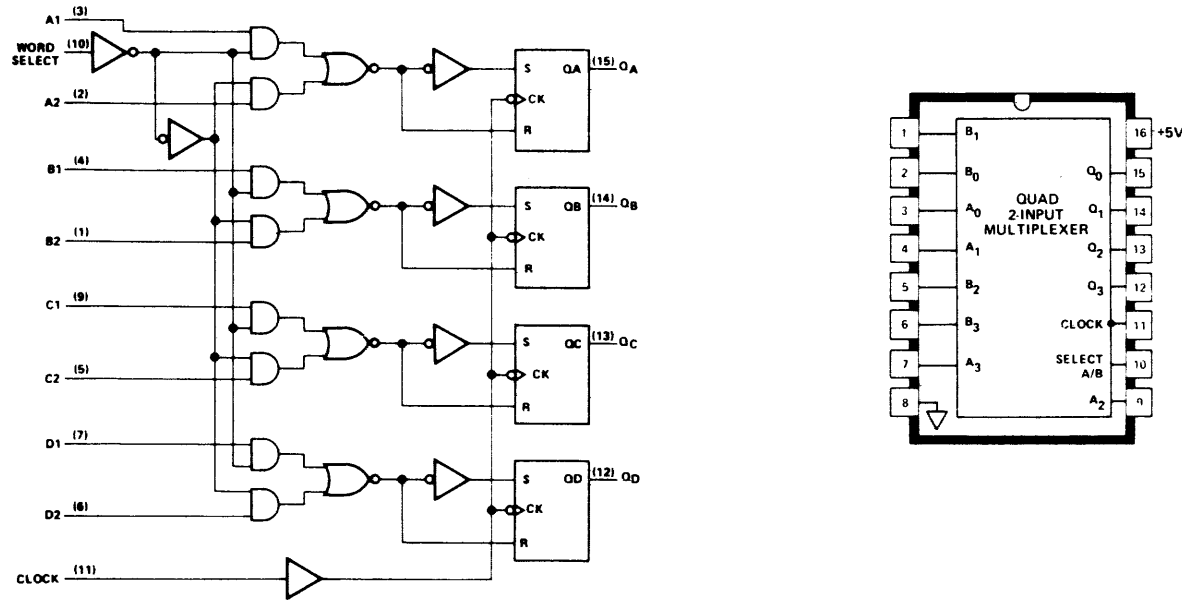 A1 (3)
WORD SELECT (10)
A2 (2)
S QA (15) QA
CK
R
B1 (4)
B2 (1)
S QB (14) QB
CK
R
C1 (9)
C2 (5)
S QC (13) QC
CK
R
D1 (7)
D2 (6)
S QD (12) QD
CK
R
CLOCK (11)
1 B1 16 +5V
2 B0 Q0 15
QUAD
2-INPUT
MULTIPLEXER
3 A0 Q1 14
4 A1 Q2 13
5 B2 Q3 12
6 B3 CLOCK 11
7 A3 SELECT A/B 10
8 A2 9